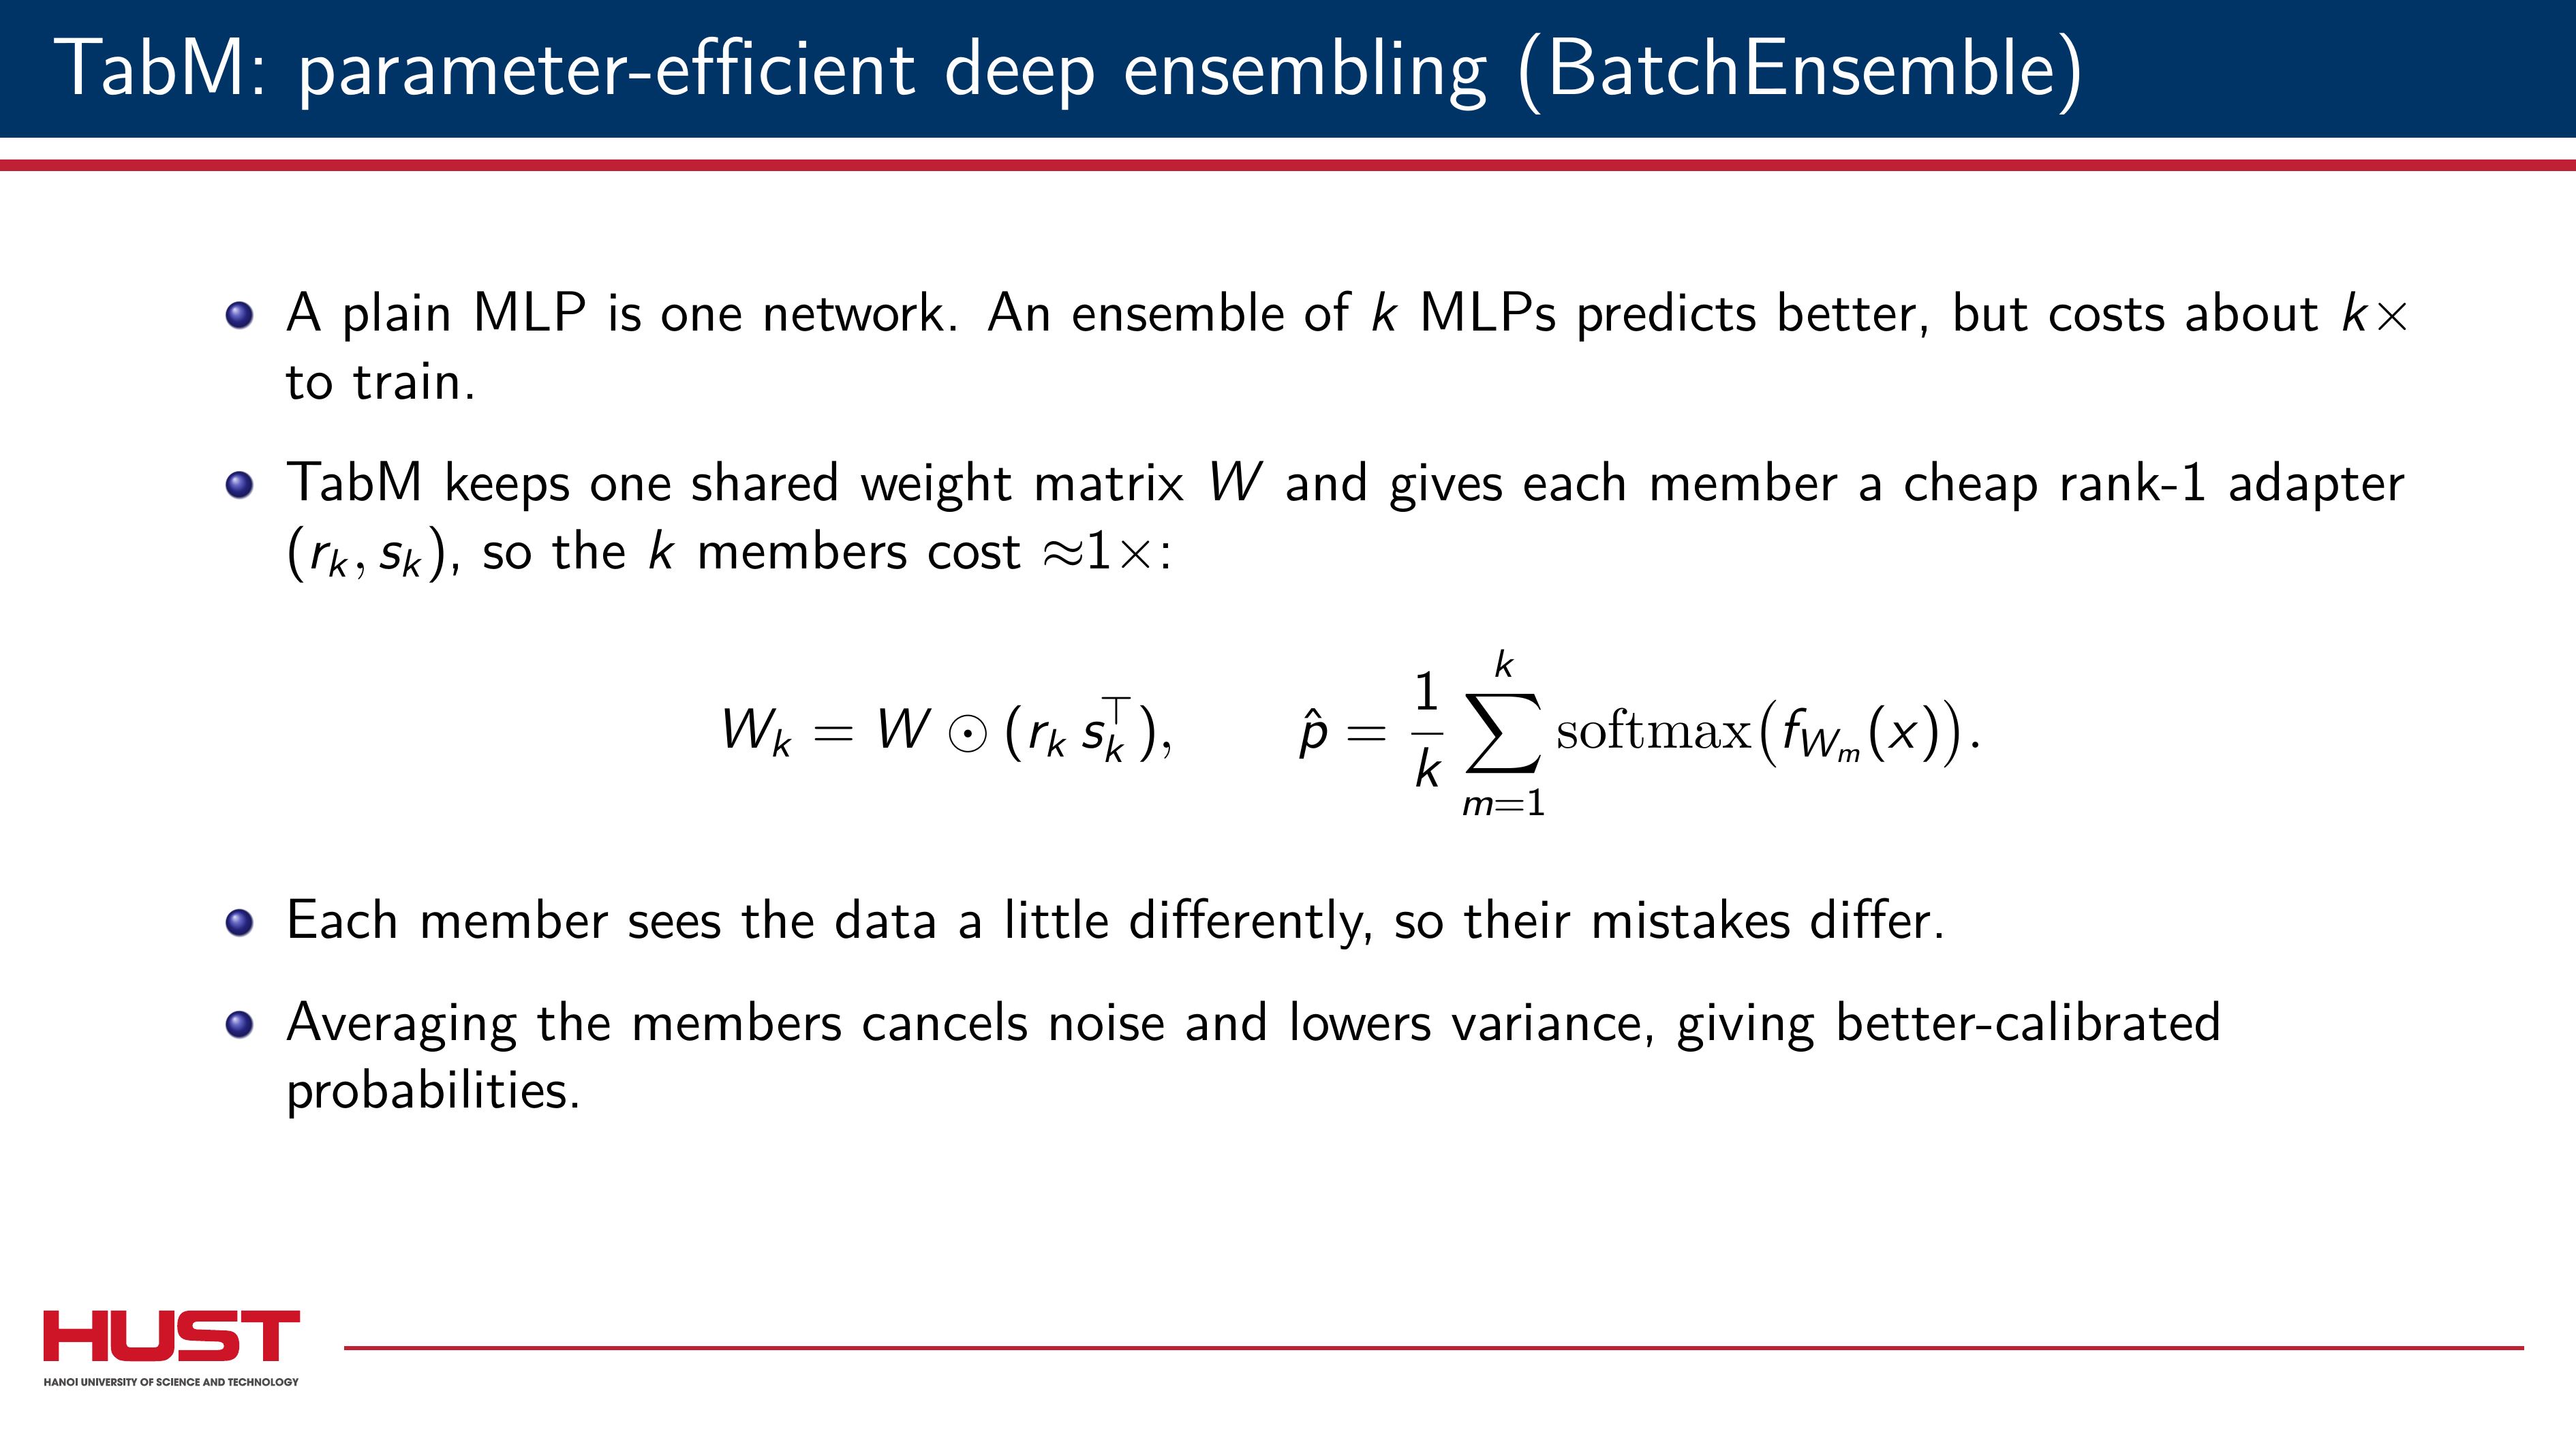 TabM: parameter-efficient deep ensembling (BatchEnsemble)
A plain MLP is one network. An ensemble of k MLPs predicts better, but costs about k×
to train.
TabM keeps one shared weight matrix W and gives each member a cheap rank-1 adapter
(r_k, s_k), so the k members cost ≈1×:
W_k = W ⊙ (r_k s_k^⊤), p̂ = \frac{1}{k} \sum_{m=1}^{k} softmax(f_{W_m}(x)).
Each member sees the data a little differently, so their mistakes differ.
Averaging the members cancels noise and lowers variance, giving better-calibrated
probabilities.
HUST
HANOI UNIVERSITY OF SCIENCE AND TECHNOLOGY